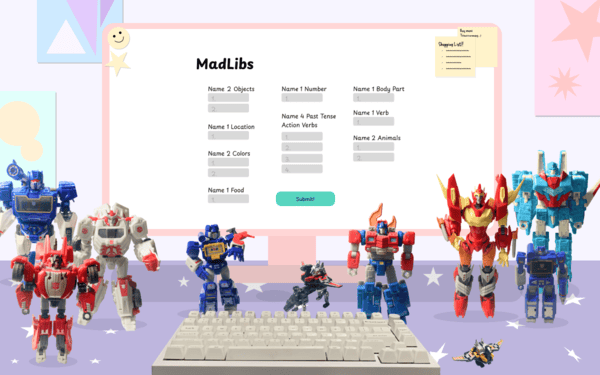 MadLibs
Name 2 Objects
1.
2.
Name 1 Location
1.
Name 2 Colors
1.
2.
Name 1 Food
1.
Name 1 Number
1.
Name 4 Past Tense
Action Verbs
1.
2.
3.
4.
Name 1 Body Part
1.
Name 1 Verb
1.
Name 2 Animals
1.
2.
Submit!
Buy more
Shopping List!!